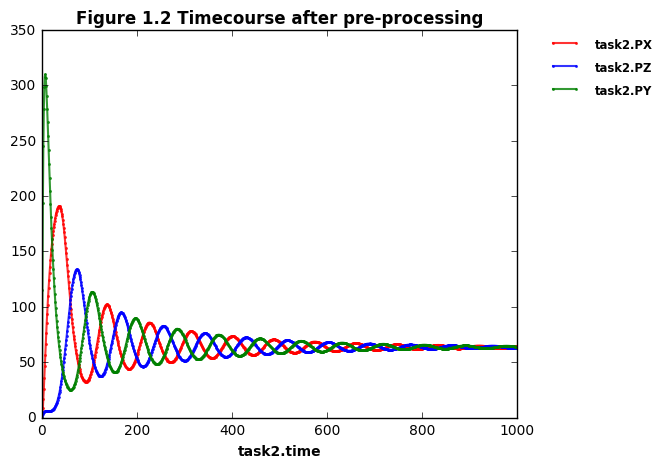 Figure 1.2 Timecourse after pre-processing
350
300
250
200
150
100
50
0
0 200 400 600 800 1000
task2.time
task2.PX
task2.PZ
task2.PY